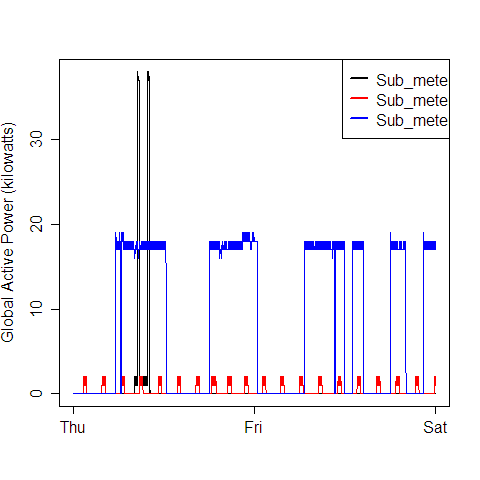 Sub_mete
Sub_mete
Sub_mete
Global Active Power (kilowatts)
30
20
10
0
Thu Fri Sat